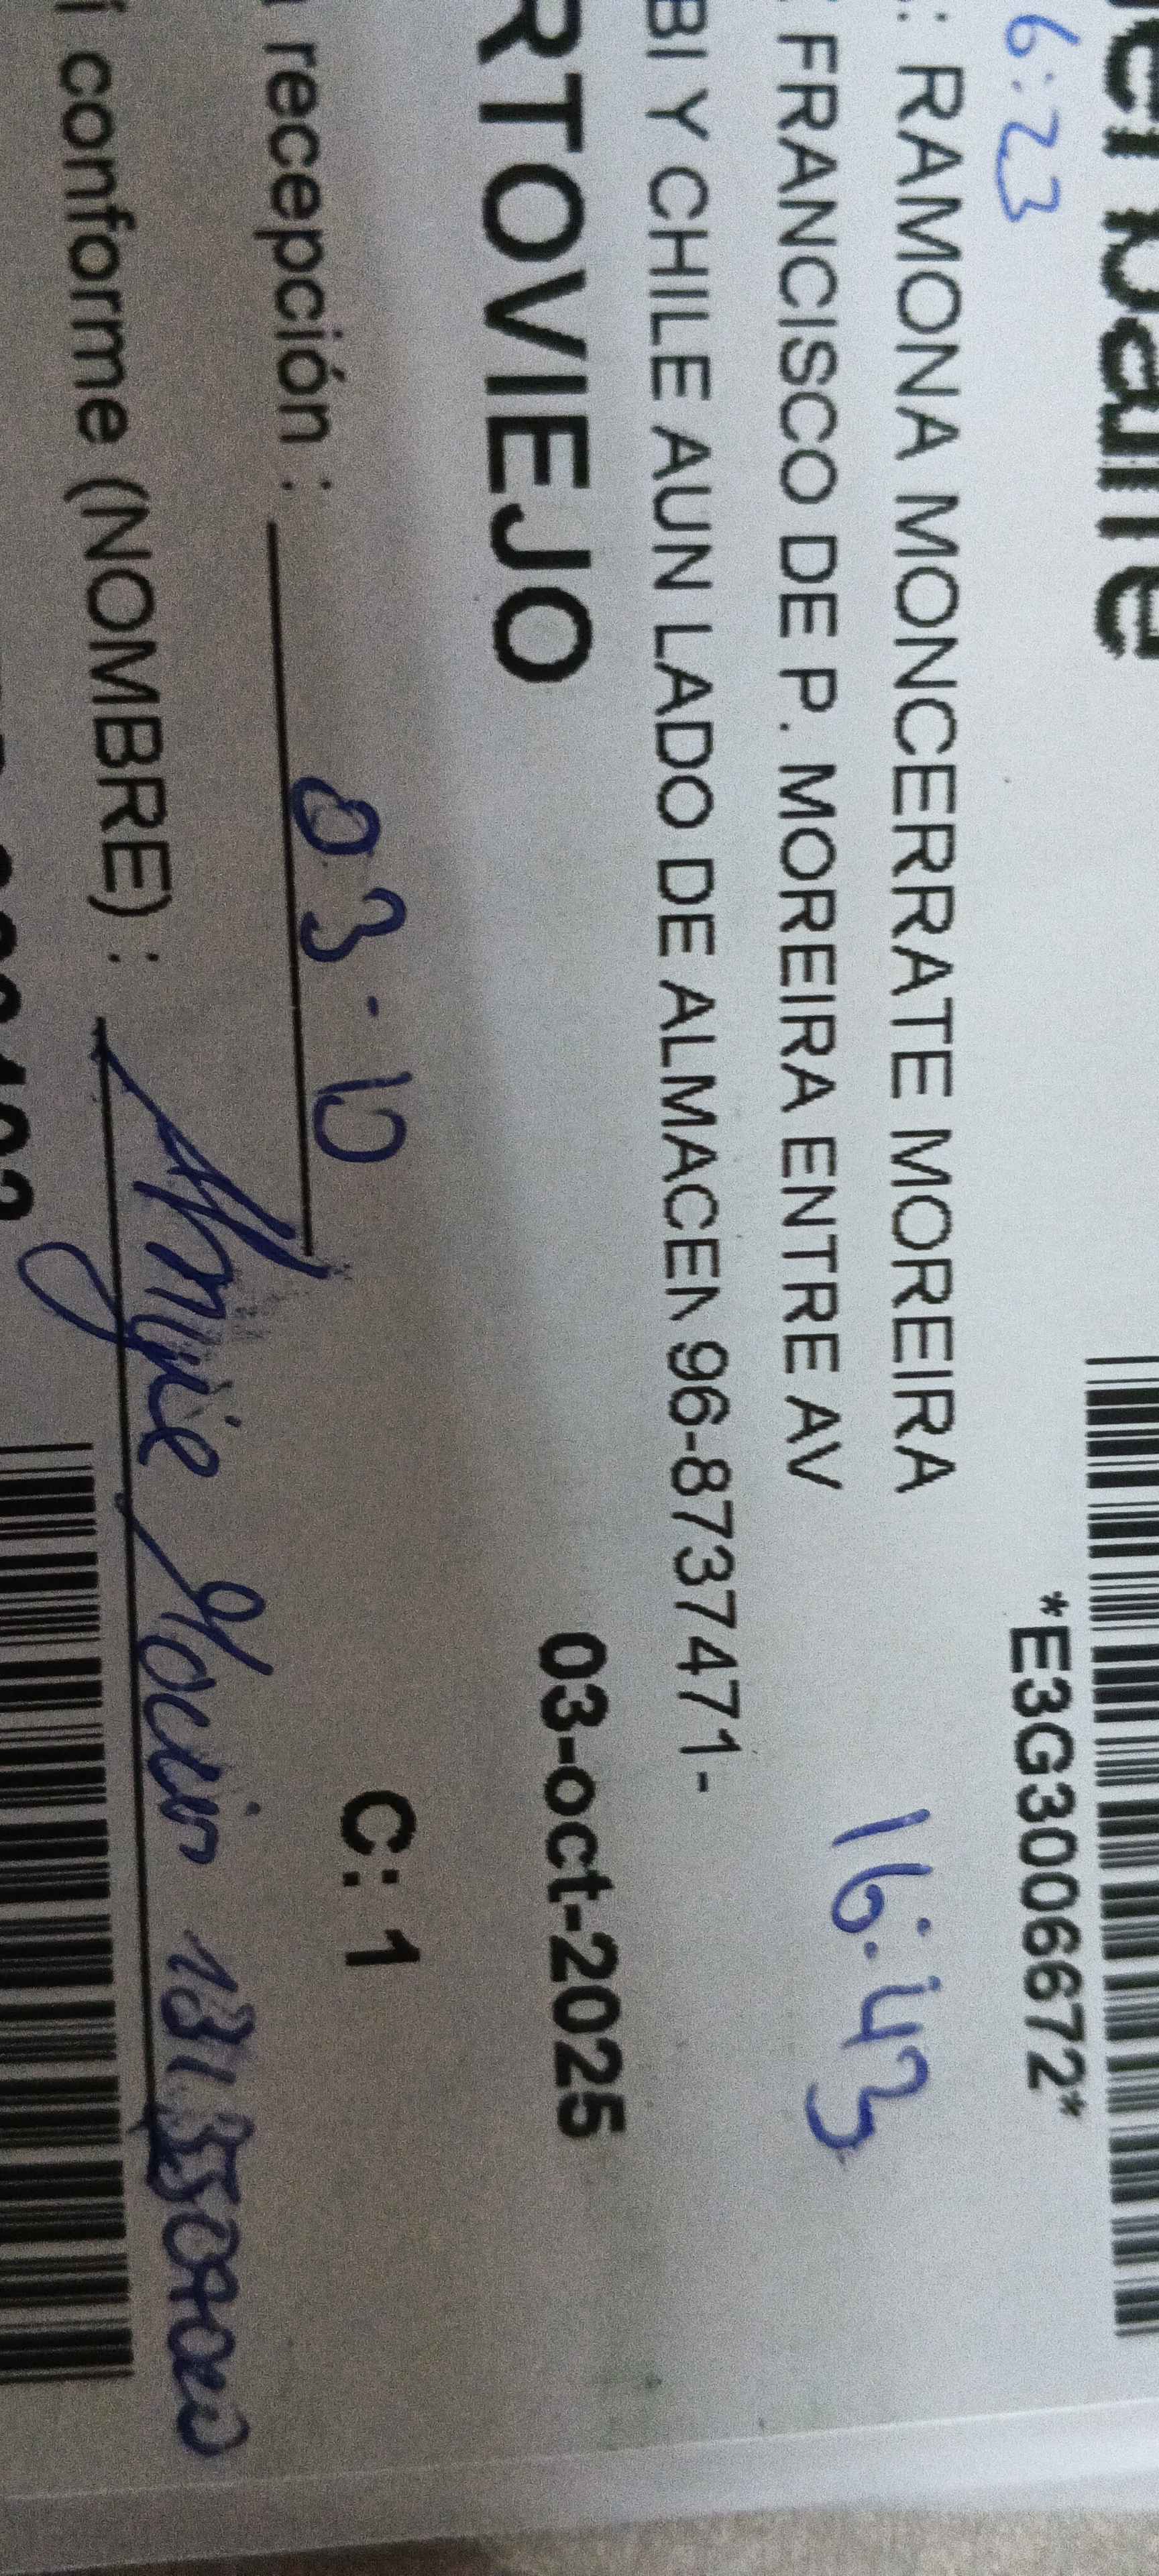 6:23
*E3G3006672*
: RAMONA MONCERRATE MOREIRA
FRANCISCO DE P. MOREIRA ENTRE AV
16:43
BI Y CHILE AUN LADO DE ALMACEN 96-8737471-
RTOVIEJO
03-oct-2025
recepción : 03-10
C: 1
conforme (NOMBRE) :